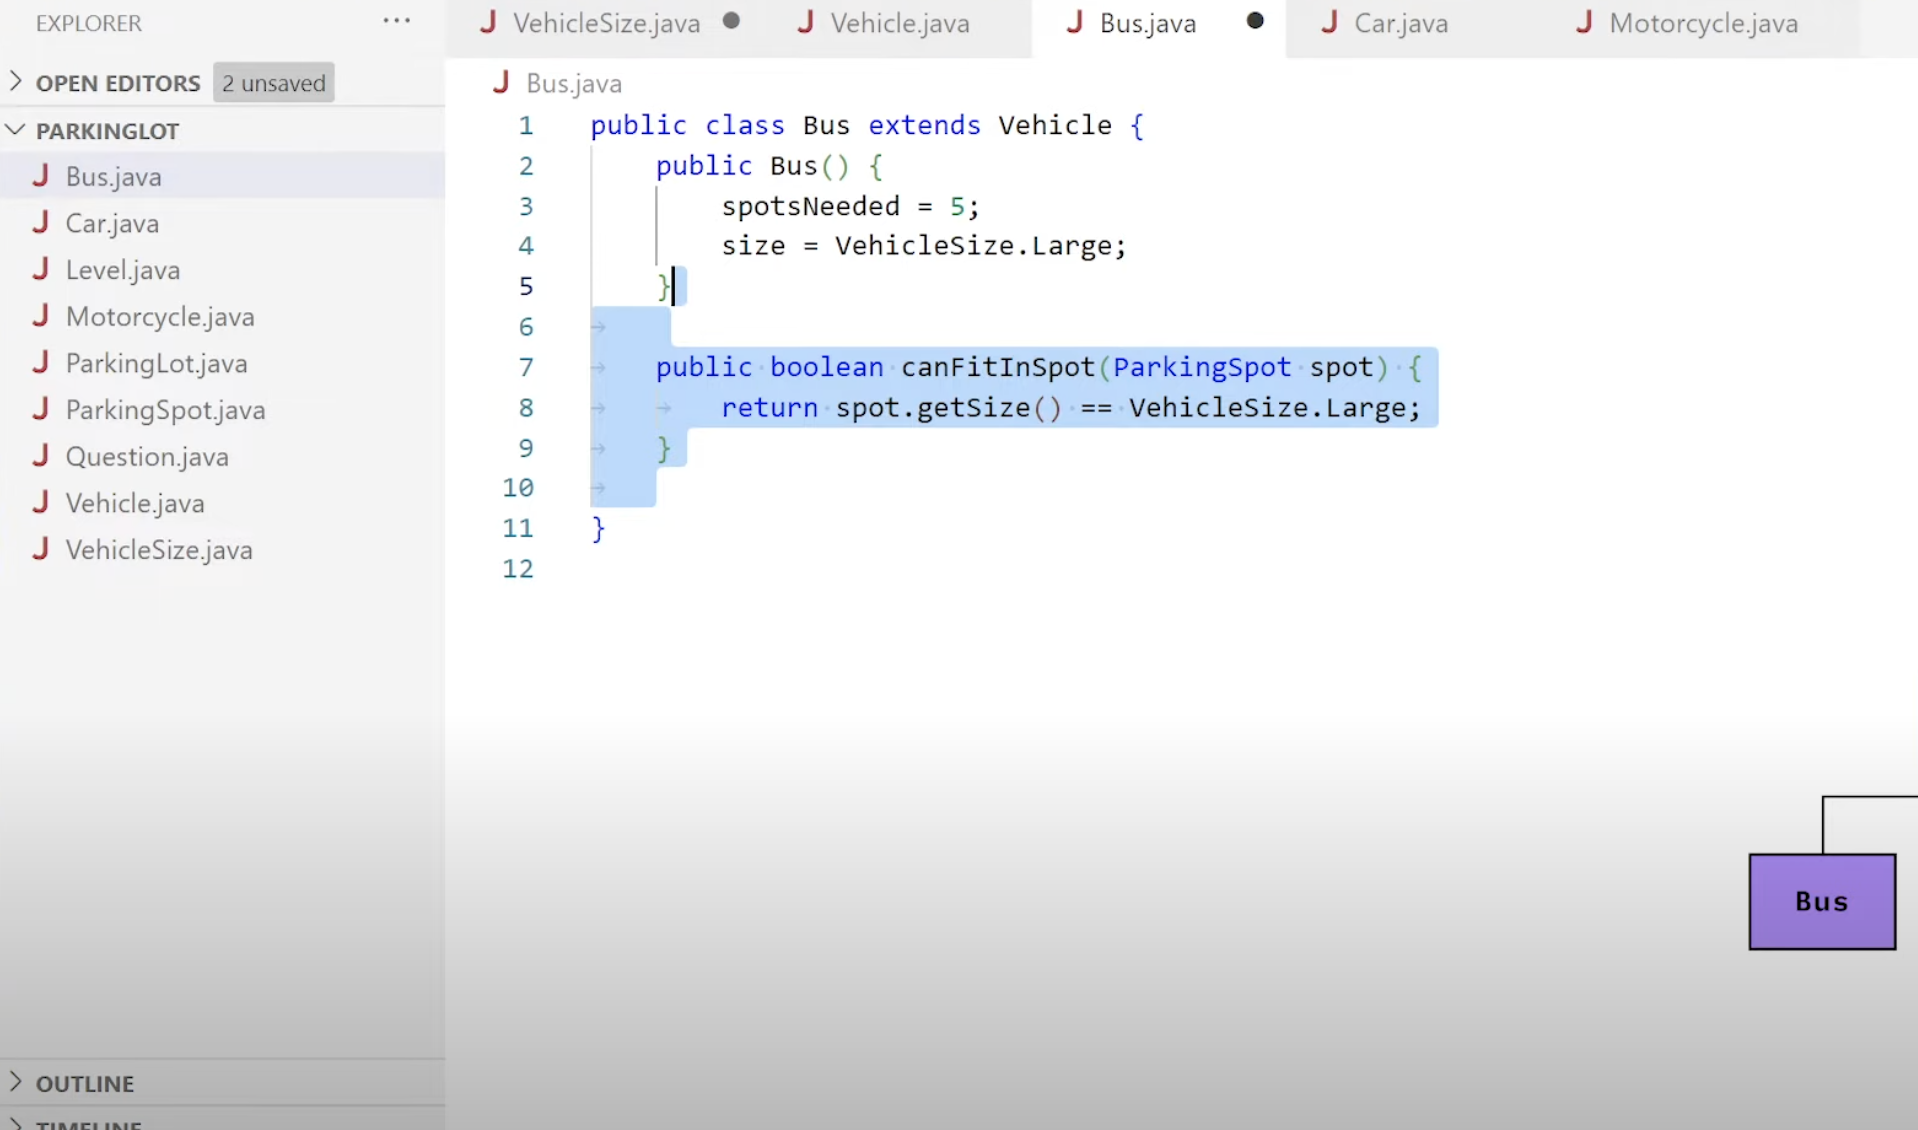 EXPLORER
···
OPEN EDITORS 2 unsaved
PARKINGLOT
J Bus.java
J Car.java
J Level.java
J Motorcycle.java
J ParkingLot.java
J ParkingSpot.java
J Question.java
J Vehicle.java
J VehicleSize.java
OUTLINE
TIMELINE
J VehicleSize.java J Vehicle.java J Bus.java J Car.java J Motorcycle.java
J Bus.java
1 public class Bus extends Vehicle {
2 public Bus() {
3 spotsNeeded = 5;
4 size = VehicleSize.Large;
5 }
6
7 public boolean canFitInSpot(ParkingSpot spot) {
8 return spot.getSize() == VehicleSize.Large;
9 }
10
11 }
12
Bus